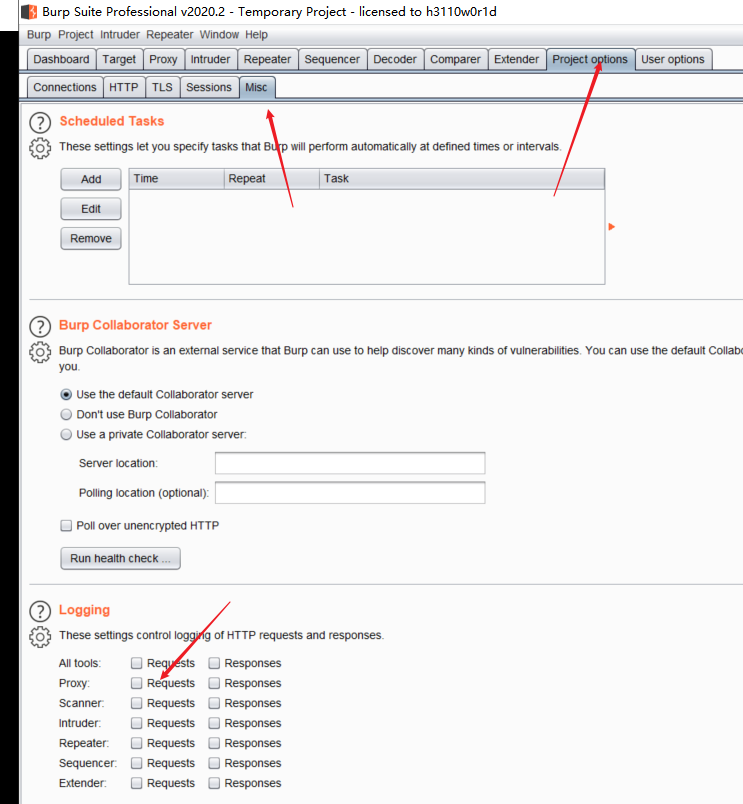 Burp Suite Professional v2020.2 - Temporary Project - licensed to h3110w0r1d
Burp Project Intruder Repeater Window Help
Dashboard Target Proxy Intruder Repeater Sequencer Decoder Comparer Extender Project options User options
Connections HTTP TLS Sessions Misc
? Scheduled Tasks
These settings let you specify tasks that Burp will perform automatically at defined times or intervals.
Add Time Repeat Task
Edit
Remove
? Burp Collaborator Server
Burp Collaborator is an external service that Burp can use to help discover many kinds of vulnerabilities. You can use the default Collabo
you.
Use the default Collaborator server
Don't use Burp Collaborator
Use a private Collaborator server:
Server location:
Polling location (optional):
Poll over unencrypted HTTP
Run health check ...
? Logging
These settings control logging of HTTP requests and responses.
All tools: Requests Responses
Proxy: Requests Responses
Scanner: Requests Responses
Intruder: Requests Responses
Repeater: Requests Responses
Sequencer: Requests Responses
Extender: Requests Responses